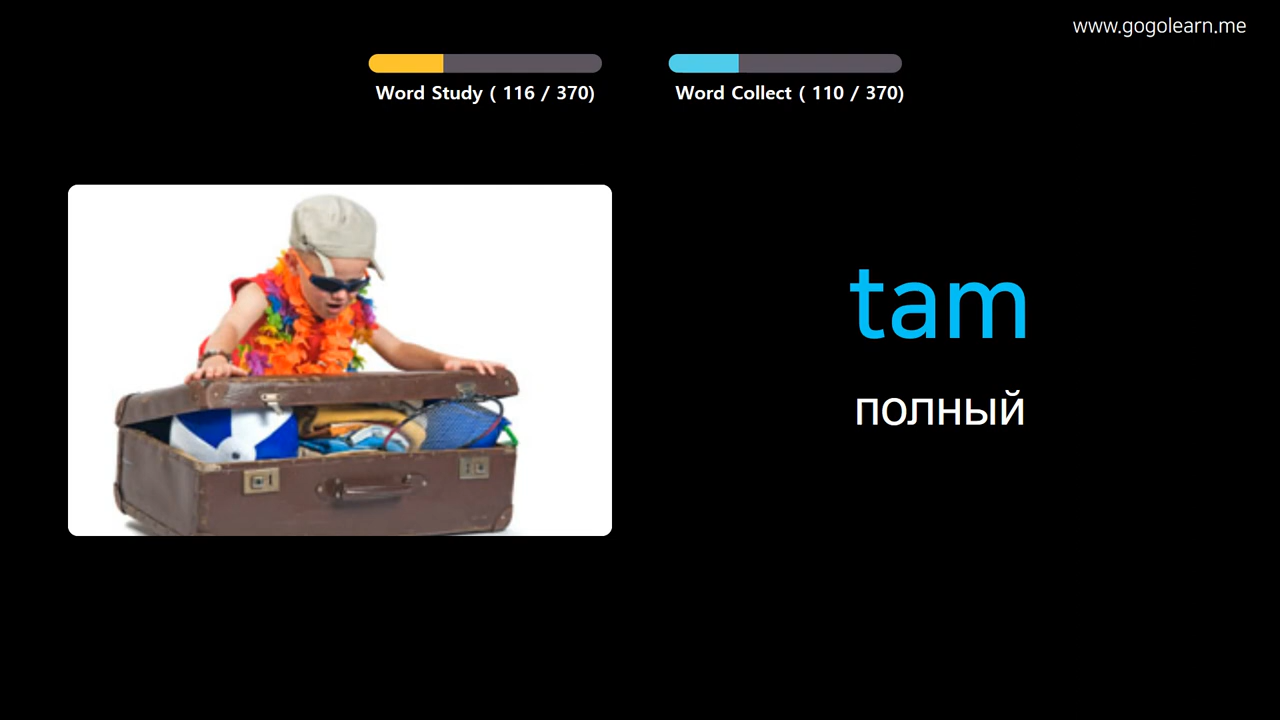 www.gogolearn.me
Word Study ( 116 / 370)
Word Collect ( 110 / 370)
tam
полный